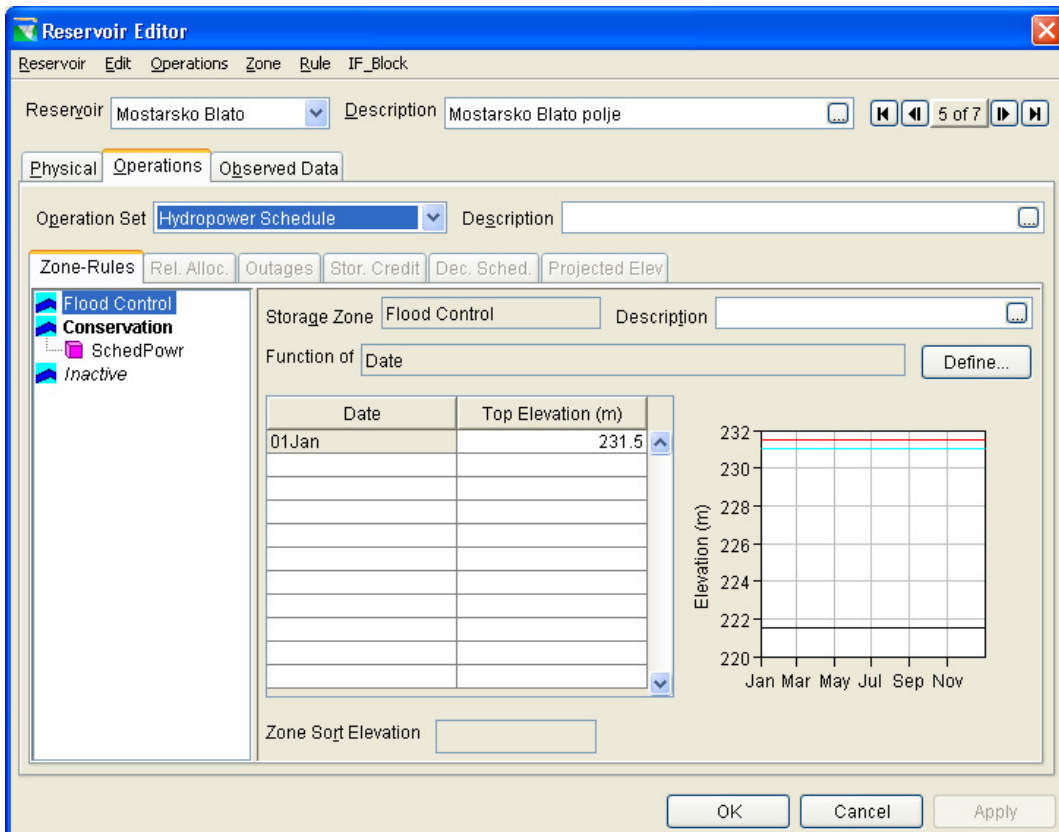 Reservoir Editor
Reservoir Edit Operations Zone Rule IF_Block
Reservoir Mostarsko Blato Description Mostarsko Blato polje ... 5 of 7
Physical Operations Observed Data
Operation Set Hydropower Schedule Description ...
Zone-Rules Rel. Alloc. Outages Stor. Credit Dec. Sched. Projected Elev
Flood Control
Conservation
SchedPowr
Inactive
Storage Zone Flood Control Description ...
Function of Date Define...
Date Top Elevation (m)
01Jan 231.5
232
230
228
226
224
222
220
Elevation (m)
Jan Mar May Jul Sep Nov
Zone Sort Elevation
OK Cancel Apply